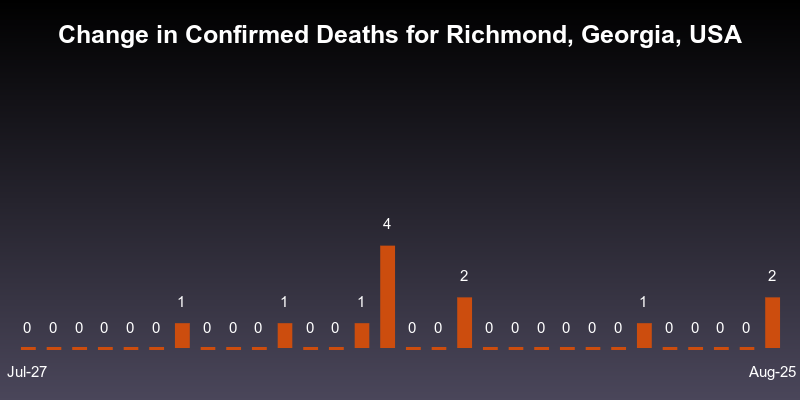 Change in Confirmed Deaths for Richmond, Georgia, USA
4
2 2
1 1 1 1
0 0 0 0 0 0 0 0 0 0 0 0 0 0 0 0 0 0 0 0 0 0 0
Jul-27 Aug-25